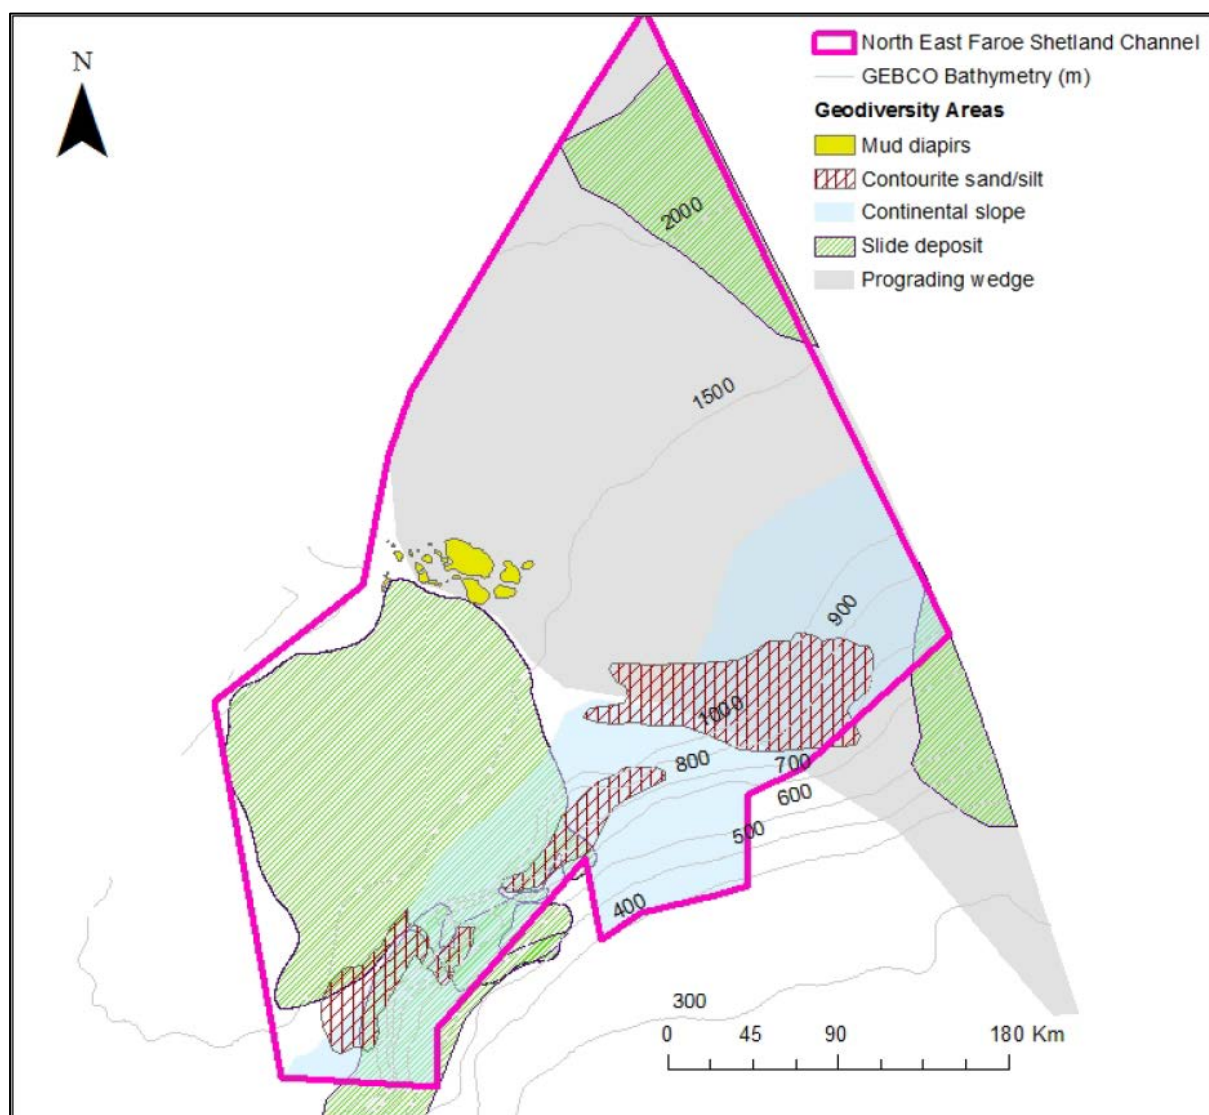 N
North East Faroe Shetland Channel
GEBCO Bathymetry (m)
Geodiversity Areas
Mud diapirs
Contourite sand/silt
Continental slope
Slide deposit
Prograding wedge
2000
1500
900
1000
800
700
600
500
400
300
0 45 90 180 Km